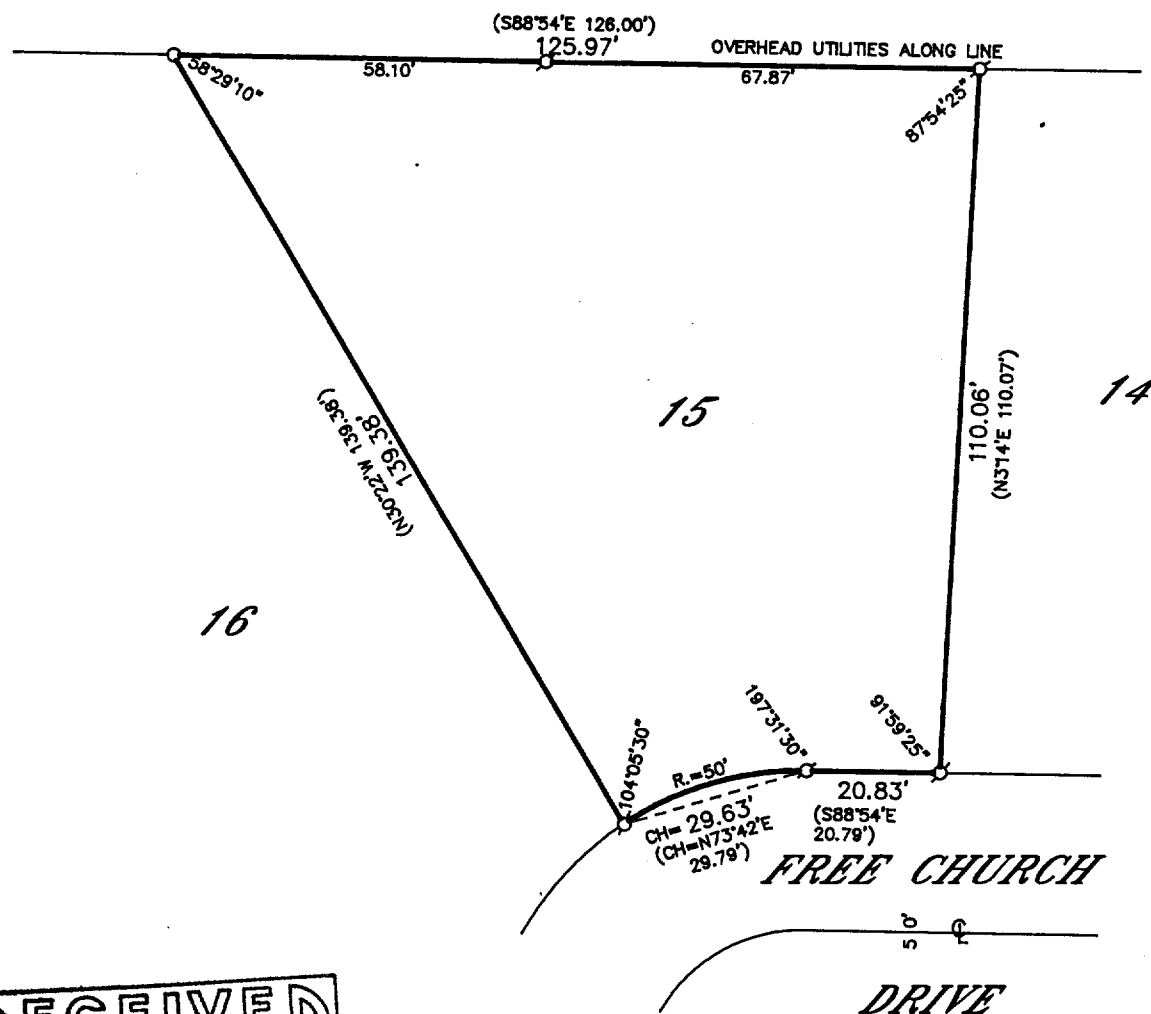 (S88°54'E 126.00')
125.97'
OVERHEAD UTILITIES ALONG LINE
58°29'10"
58.10'
67.87'
87°54'25"
15
14
110.06'
(N3°14'E 110.07')
139.38'
(N30°22'W 139.38')
16
104°05'30"
R.=50'
197°31'30"
91°59'25"
20.83'
(S88°54'E
20.79')
CH= 29.63'
(CH=N73°42'E
29.79')
FREE CHURCH
5 0'
DRIVE
RECEIVED